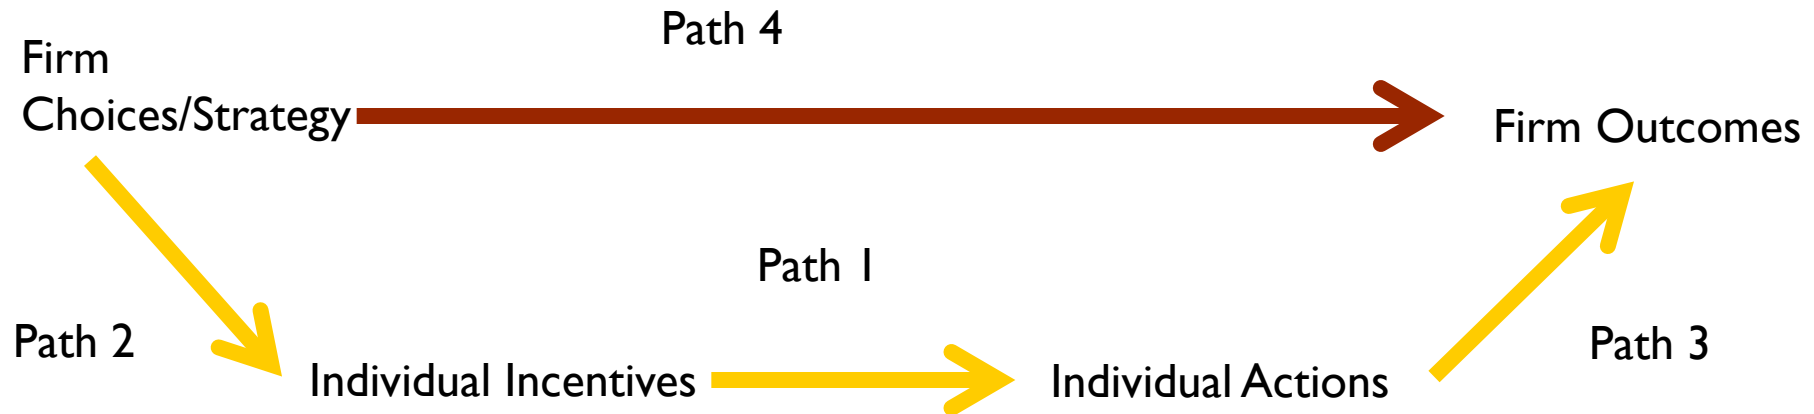 Path 4
Firm
Choices/Strategy
Firm Outcomes
Path 1
Path 2
Path 3
Individual Incentives
Individual Actions